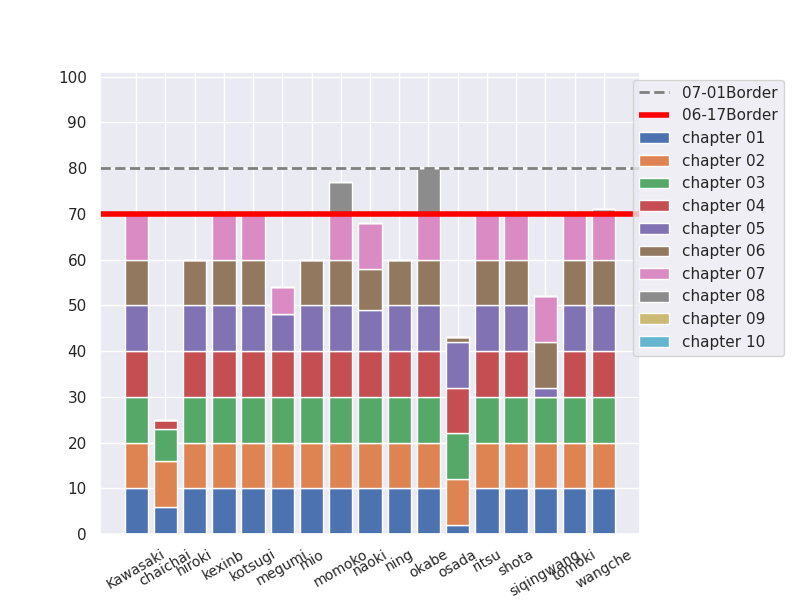 100
90
80
70
60
50
40
30
20
10
0
07-01Border
06-17Border
chapter 01
chapter 02
chapter 03
chapter 04
chapter 05
chapter 06
chapter 07
chapter 08
chapter 09
chapter 10
Kawasaki
chaichai
hiroki
kexinb
kotsugi
megumi
mio
momoko
naoki
ning
okabe
osada
ritsu
shota
siqingwang
tomoki
wangche